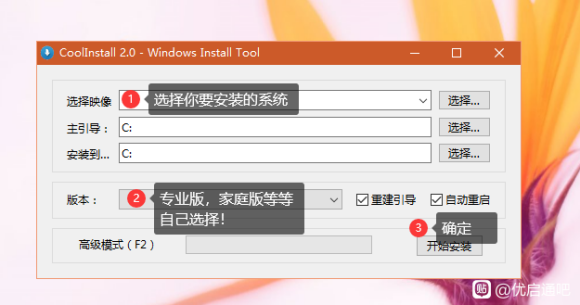 CoolInstall 2.0 - Windows Install Tool
选择映像
1 选择你要安装的系统
选择...
主引导：
C:
选择...
安装到...
C:
选择...
版本：
2 专业版，家庭版等等
自己选择！
重建引导
自动重启
3 确定
高级模式（F2）
开始安装
贴 @优启通吧